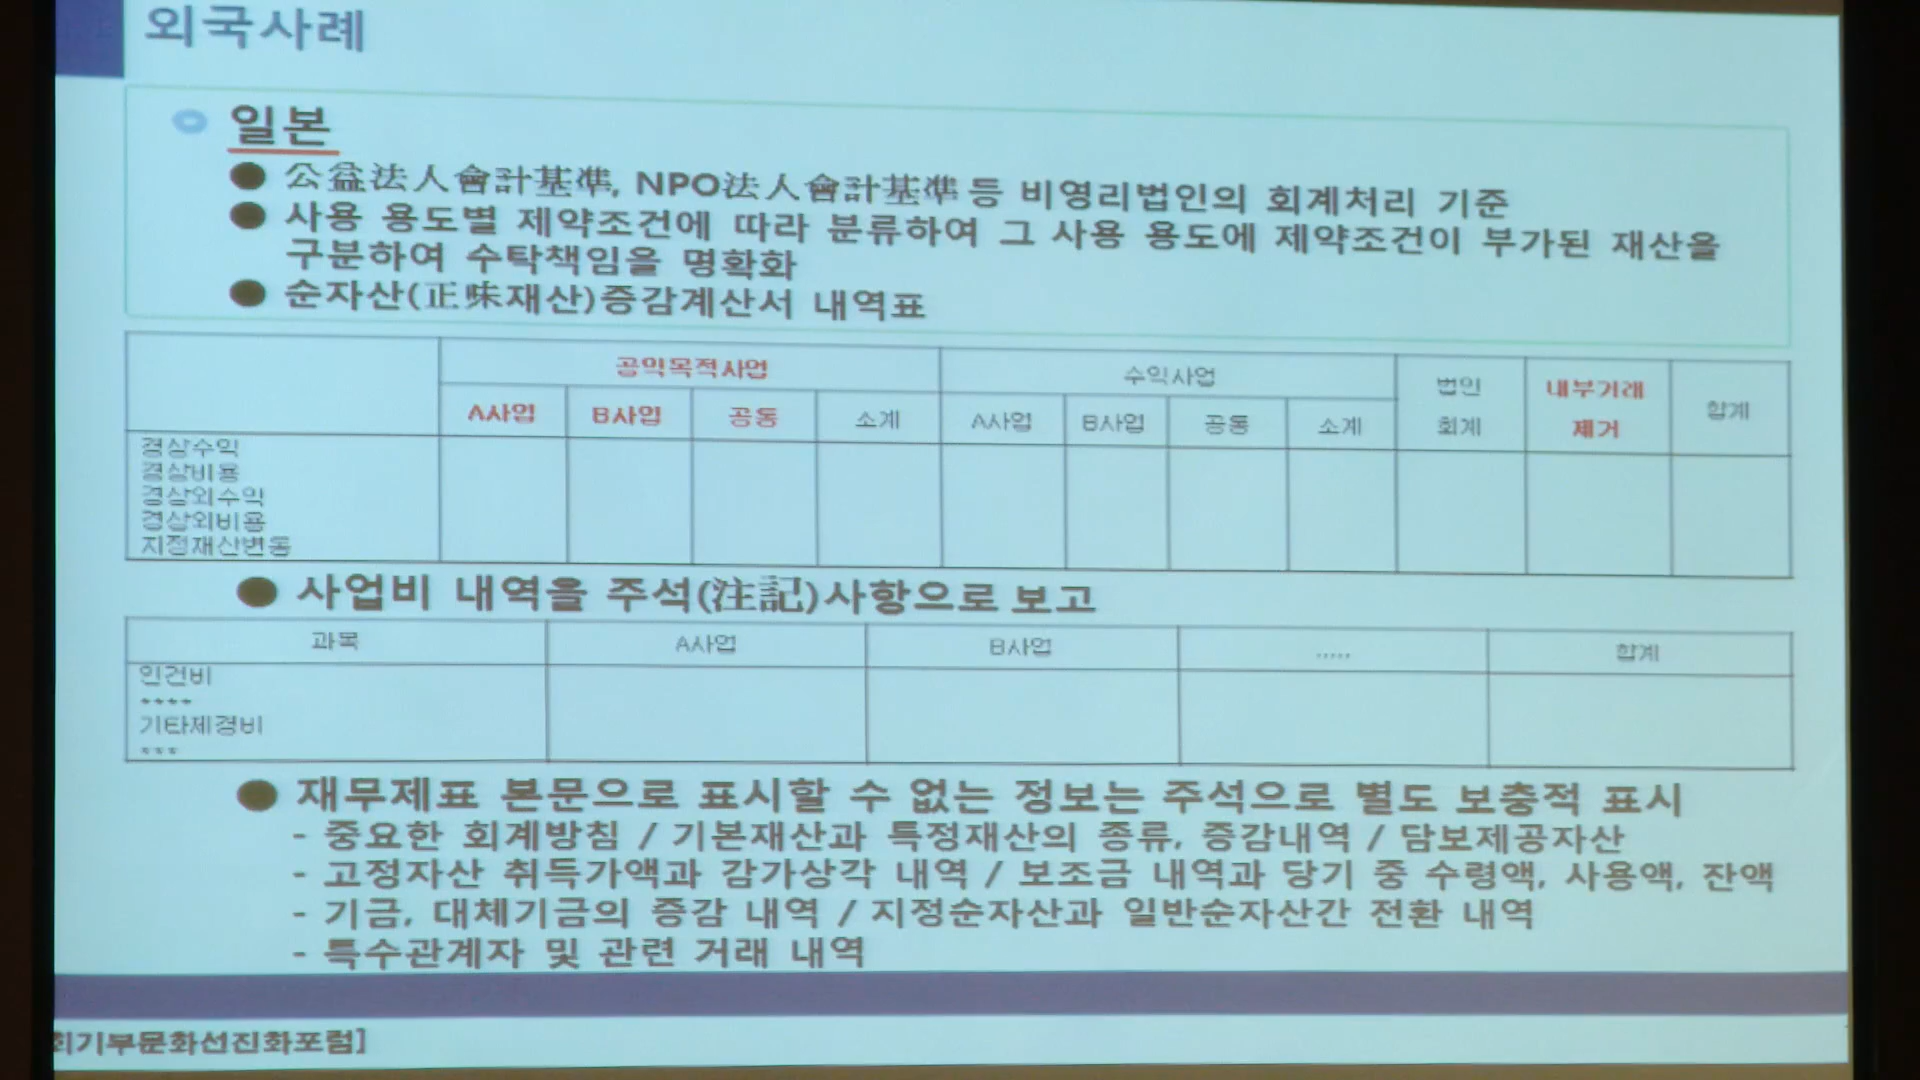 외국사례
일본
公益法人會計基準, NPO法人會計基準 등 비영리법인의 회계처리 기준
사용 용도별 제약조건에 따라 분류하여 그 사용 용도에 제약조건이 부가된 재산을
구분하여 수탁책임을 명확화
순자산(正味재산)증감계산서 내역표
공익목적사업 수익사업 법인 회계 내부거래 제거 합계
A사업 B사업 공통 소계 A사업 B사업 공통 소계
경상수익
경상비용
경상외수익
경상외비용
지정재산변동
사업비 내역을 주석(注記)사항으로 보고
과목 A사업 B사업 ..... 합계
인건비
****
기타제경비
***
재무제표 본문으로 표시할 수 없는 정보는 주석으로 별도 보충적 표시
- 중요한 회계방침 / 기본재산과 특정재산의 종류, 증감내역 / 담보제공자산
- 고정자산 취득가액과 감가상각 내역 / 보조금 내역과 당기 중 수령액, 사용액, 잔액
- 기금, 대체기금의 증감 내역 / 지정순자산과 일반순자산간 전환 내역
- 특수관계자 및 관련 거래 내역
회기부문화선진화포럼]